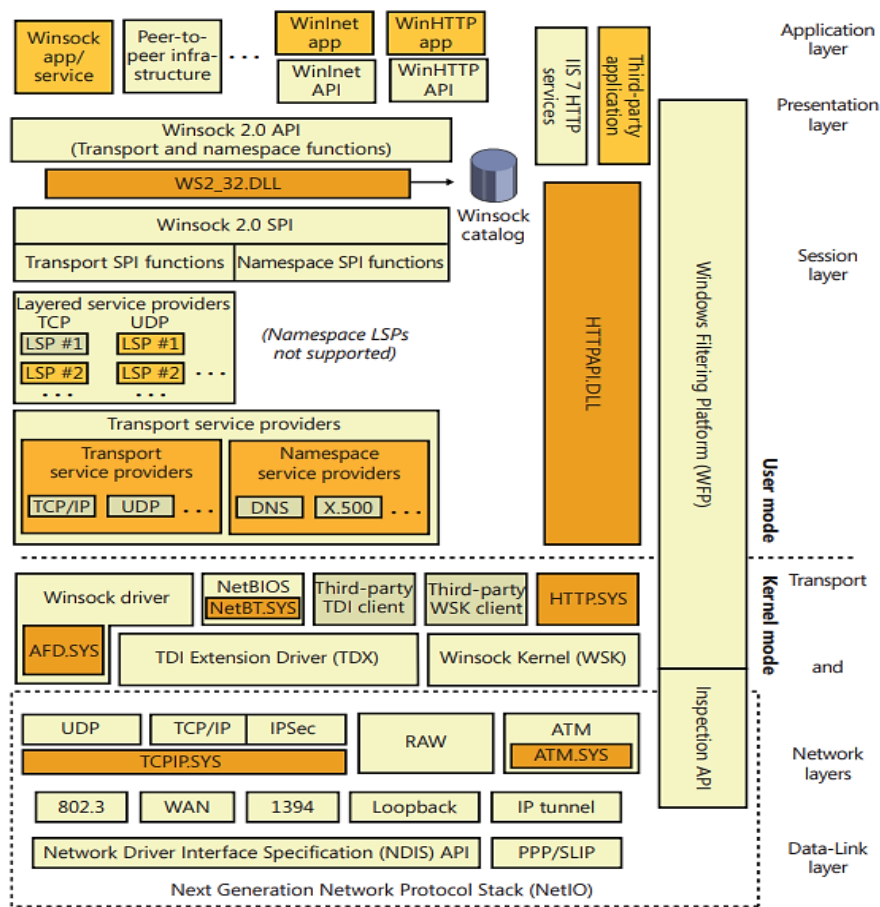 Winsock
app/
service
Peer-to-
peer infra-
structure
. . .
WinInet
app
WinInet
API
WinHTTP
app
WinHTTP
API
IIS 7 HTTP
services
Third-party
application
Application
layer
Presentation
layer
Winsock 2.0 API
(Transport and namespace functions)
WS2_32.DLL
Winsock
catalog
Winsock 2.0 SPI
Transport SPI functions
Namespace SPI functions
Session
layer
Layered service providers
TCP
UDP
LSP #1
LSP #1
LSP #2
LSP #2
. . .
. . .
. . .
(Namespace LSPs
not supported)
HTTPAPI.DLL
Windows Filtering Platform (WFP)
Transport service providers
Transport
service providers
TCP/IP
UDP
. . .
Namespace
service providers
DNS
X.500
. . .
User mode
Kernel mode
Winsock driver
AFD.SYS
NetBIOS
NetBT.SYS
Third-party
TDI client
Third-party
WSK client
HTTP.SYS
Transport
TDI Extension Driver (TDX)
Winsock Kernel (WSK)
and
Inspection API
UDP
TCP/IP
IPSec
TCPIP.SYS
RAW
ATM
ATM.SYS
Network
layers
802.3
WAN
1394
Loopback
IP tunnel
Network Driver Interface Specification (NDIS) API
PPP/SLIP
Data-Link
layer
Next Generation Network Protocol Stack (NetIO)